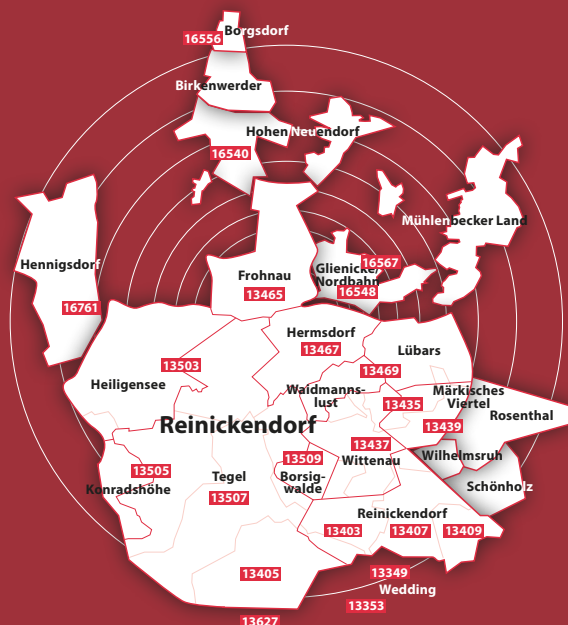 Borgsdorf
16556
Birkenwerder
Hohen Neuendorf
16540
Mühlenbecker Land
Hennigsdorf
16567
Glienicke/
Nordbahn
16548
Frohnau
13465
16761
Hermsdorf
13467
Lübars
13469
13503
Heiligensee
Waidmanns-
lust
Märkisches
Viertel
13435
Rosenthal
Reinickendorf
13439
13437
Wilhelmsruh
13509
Wittenau
13505
Tegel
Borsig-
walde
Konradshöhe
13507
Schönholz
Reinickendorf
13403
13407
13409
13405
13349
Wedding
13353
13627